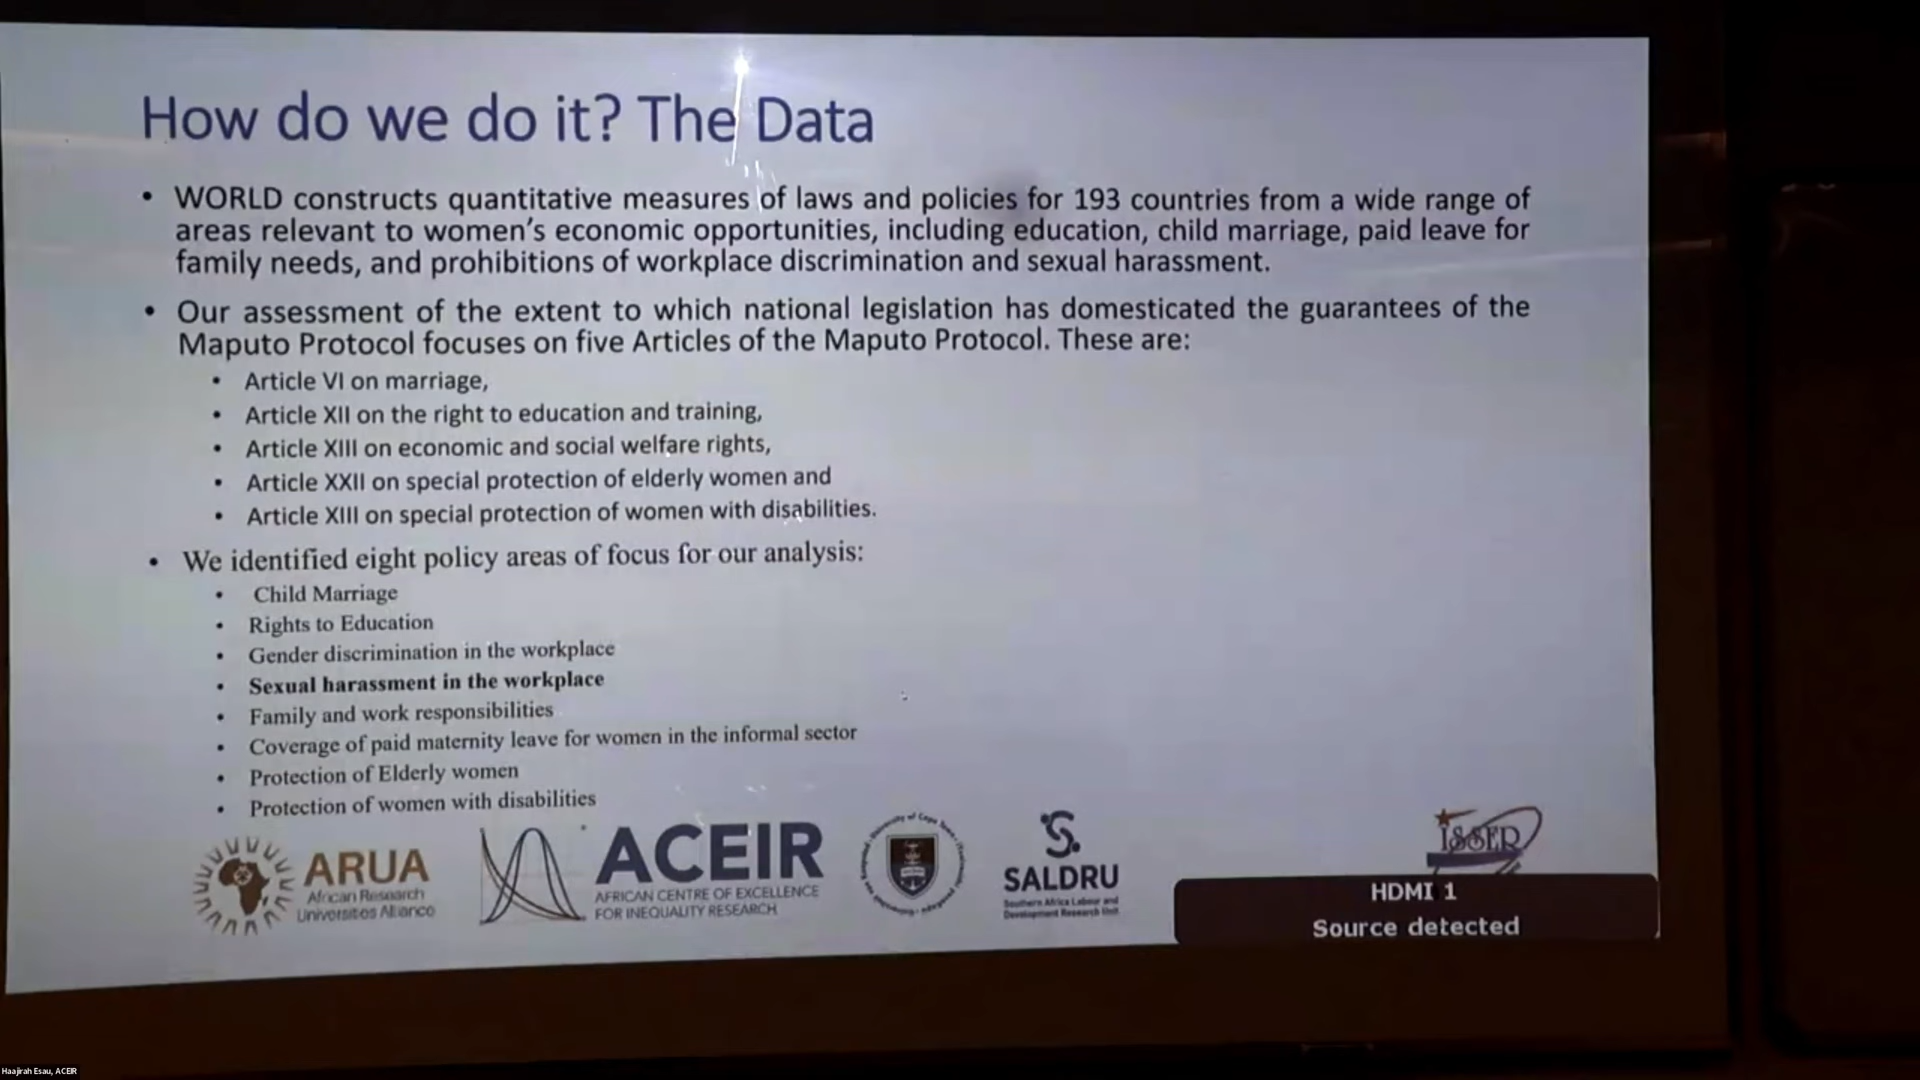 How do we do it? The Data
• WORLD constructs quantitative measures of laws and policies for 193 countries from a wide range of
areas relevant to women's economic opportunities, including education, child marriage, paid leave for
family needs, and prohibitions of workplace discrimination and sexual harassment.
• Our assessment of the extent to which national legislation has domesticated the guarantees of the
Maputo Protocol focuses on five Articles of the Maputo Protocol. These are:
• Article VI on marriage,
• Article XII on the right to education and training,
• Article XIII on economic and social welfare rights,
• Article XXII on special protection of elderly women and
• Article XIII on special protection of women with disabilities.
• We identified eight policy areas of focus for our analysis:
• Child Marriage
• Rights to Education
• Gender discrimination in the workplace
• Sexual harassment in the workplace
• Family and work responsibilities
• Coverage of paid maternity leave for women in the informal sector
• Protection of Elderly women
• Protection of women with disabilities
ARUA
African Research
Universities Alliance
ACEIR
AFRICAN CENTRE OF EXCELLENCE
FOR INEQUALITY RESEARCH
University of Cape Town
SALDRU
Southern Africa Labour and
Development Research Unit
ISSER
HDMI 1
Source detected
Haajirah Esau, ACEIR